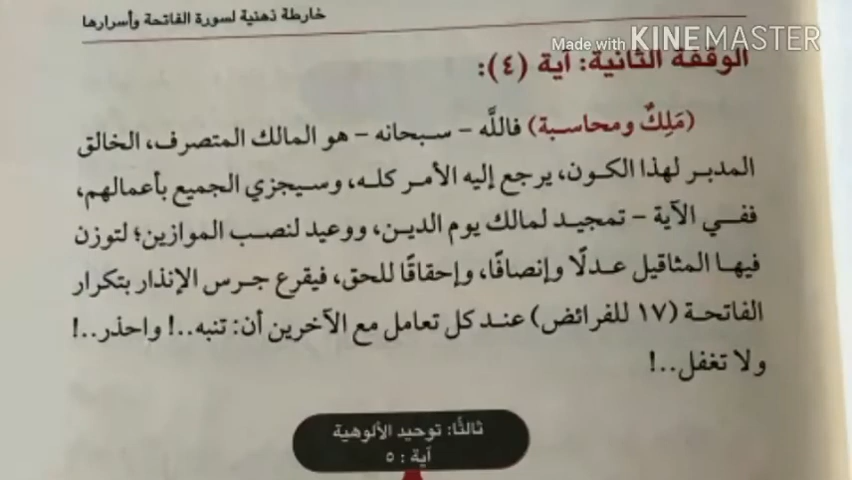 خارطة ذهنية لسورة الفاتحة وأسرارها
Made with KINEMASTER
الوقفة الثانية: آية (٤):
(مَلِكٌ ومحاسبة) فاللَّه - سبحانه - هو المالك المتصرف، الخالق
المدبر لهذا الكون، يرجع إليه الأمر كله، وسيجزي الجميع بأعمالهم،
ففي الآية - تمجيد لمالك يوم الدين، ووعيد لنصب الموازين؛ لتوزن
فيها المثاقيل عدلًا وإنصافًا، وإحقاقًا للحق، فيقرع جرس الإنذار بتكرار
الفاتحة (١٧ للفرائض) عند كل تعامل مع الآخرين أن: تنبه..! واحذر..!
ولا تغفل..!
ثالثًا: توحيد الألوهية
آية : ٥